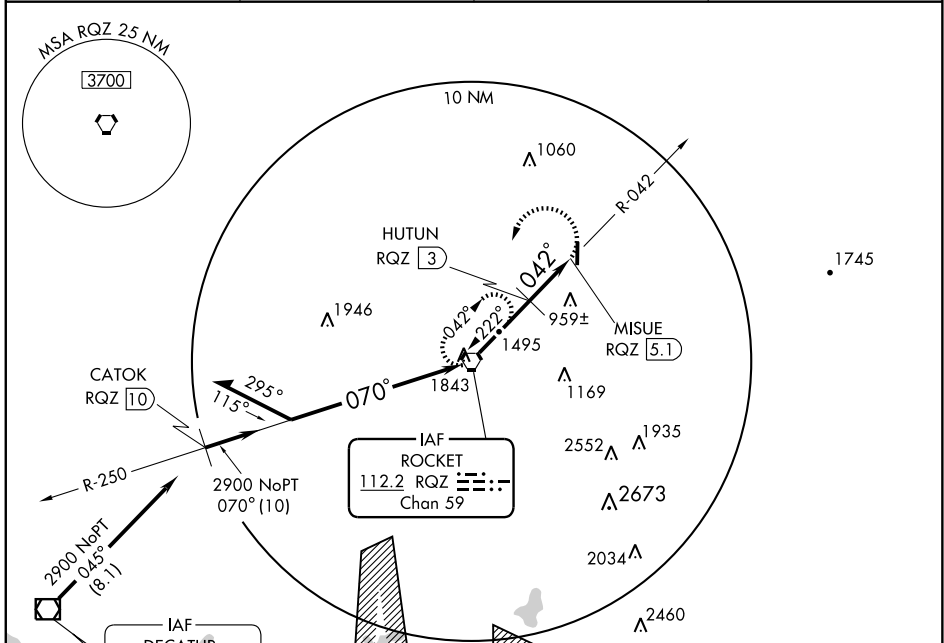 MSA RQZ 25 NM
3700
10 NM
1060
R-042
HUTUN
RQZ 3
042°
1745
1946
042°
222°
959±
MISUE
RQZ 5.1
1495
CATOK
RQZ 10
295°
115°
070°
1843
1169
IAF
ROCKET
112.2 RQZ
Chan 59
2552
1935
R-250
2900 NoPT
070° (10)
2673
2900 NoPT
045°
(8.1)
2034
2460
IAF
DECATUR